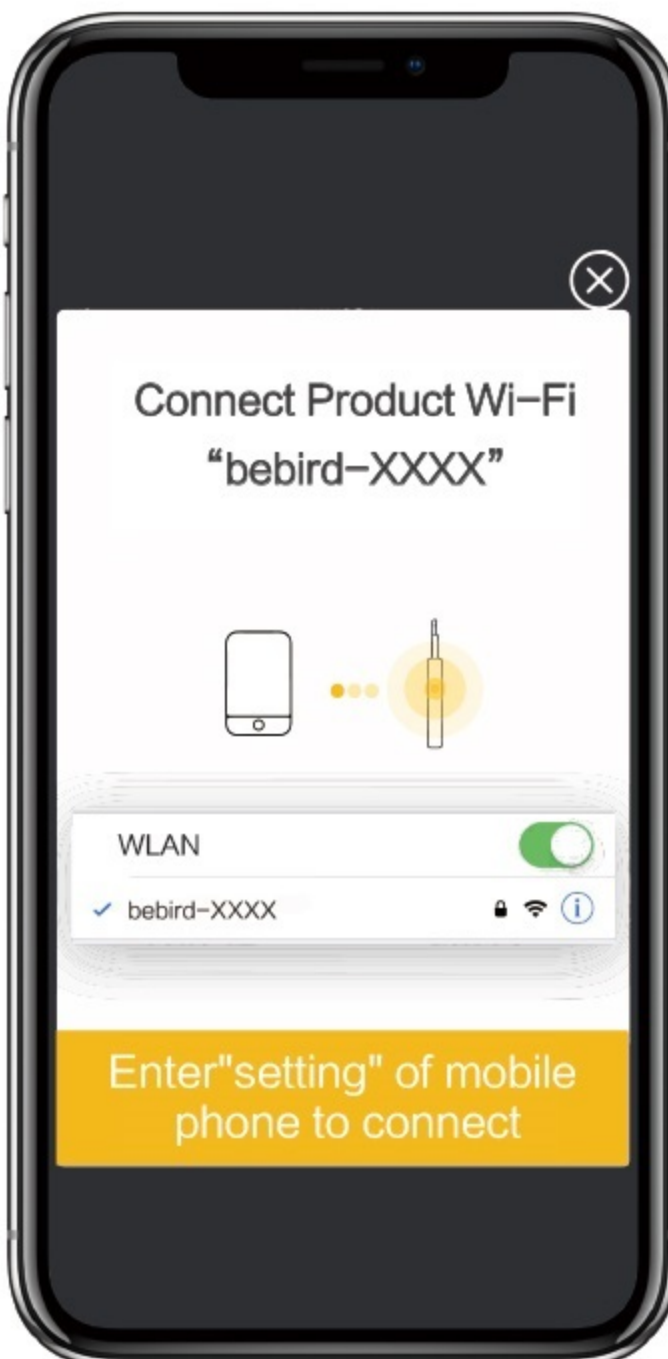 Connect Product Wi-Fi
“bebird-XXXX”
WLAN
bebird-XXXX
Enter"setting" of mobile
phone to connect